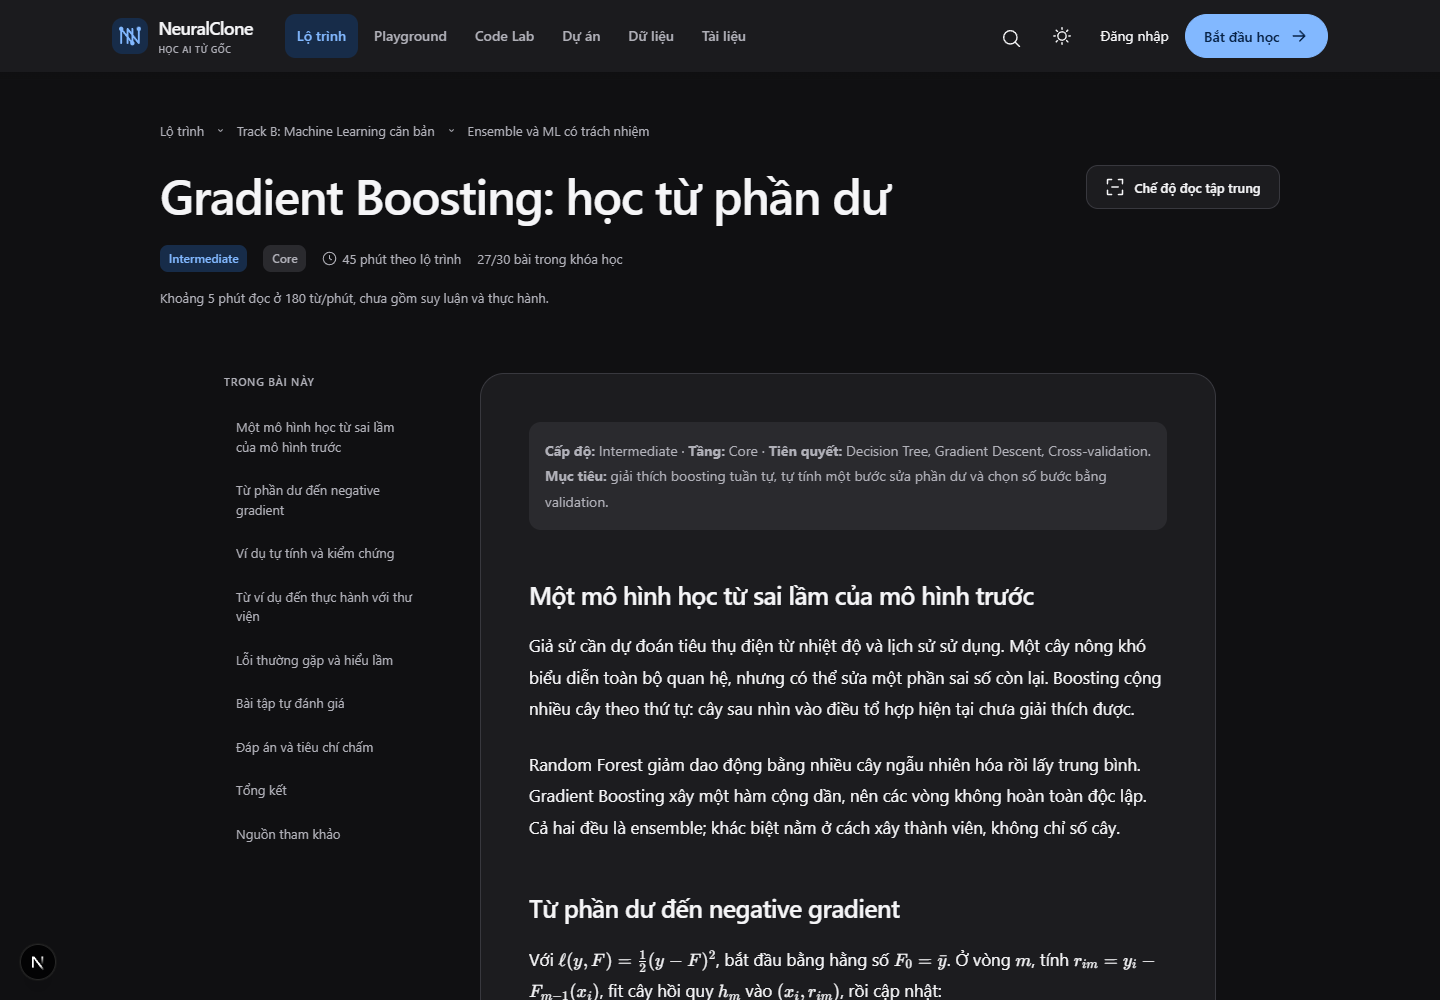 NeuralClone
HỌC AI TỪ GỐC
Lộ trình
Playground
Code Lab
Dự án
Dữ liệu
Tài liệu
Đăng nhập
Bắt đầu học
Lộ trình
Track B: Machine Learning căn bản
Ensemble và ML có trách nhiệm
Gradient Boosting: học từ phần dư
Chế độ đọc tập trung
Intermediate
Core
45 phút theo lộ trình
27/30 bài trong khóa học
Khoảng 5 phút đọc ở 180 từ/phút, chưa gồm suy luận và thực hành.
TRONG BÀI NÀY
Một mô hình học từ sai lầm
của mô hình trước
Từ phần dư đến negative
gradient
Ví dụ tự tính và kiểm chứng
Từ ví dụ đến thực hành với thư
viện
Lỗi thường gặp và hiểu lầm
Bài tập tự đánh giá
Đáp án và tiêu chí chấm
Tổng kết
Nguồn tham khảo
Cấp độ: Intermediate · Tầng: Core · Tiên quyết: Decision Tree, Gradient Descent, Cross-validation.
Mục tiêu: giải thích boosting tuần tự, tự tính một bước sửa phần dư và chọn số bước bằng
validation.
Một mô hình học từ sai lầm của mô hình trước
Giả sử cần dự đoán tiêu thụ điện từ nhiệt độ và lịch sử sử dụng. Một cây nông khó
biểu diễn toàn bộ quan hệ, nhưng có thể sửa một phần sai số còn lại. Boosting cộng
nhiều cây theo thứ tự: cây sau nhìn vào điều tổ hợp hiện tại chưa giải thích được.
Random Forest giảm dao động bằng nhiều cây ngẫu nhiên hóa rồi lấy trung bình.
Gradient Boosting xây một hàm cộng dần, nên các vòng không hoàn toàn độc lập.
Cả hai đều là ensemble; khác biệt nằm ở cách xây thành viên, không chỉ số cây.
Từ phần dư đến negative gradient
Với ℓ(y, F) = ½(y − F)², bắt đầu bằng hằng số F₀ = ȳ. Ở vòng m, tính rᵢₘ = yᵢ −
Fₘ₋₁(xᵢ), fit cây hồi quy hₘ vào (xᵢ, rᵢₘ), rồi cập nhật:
N